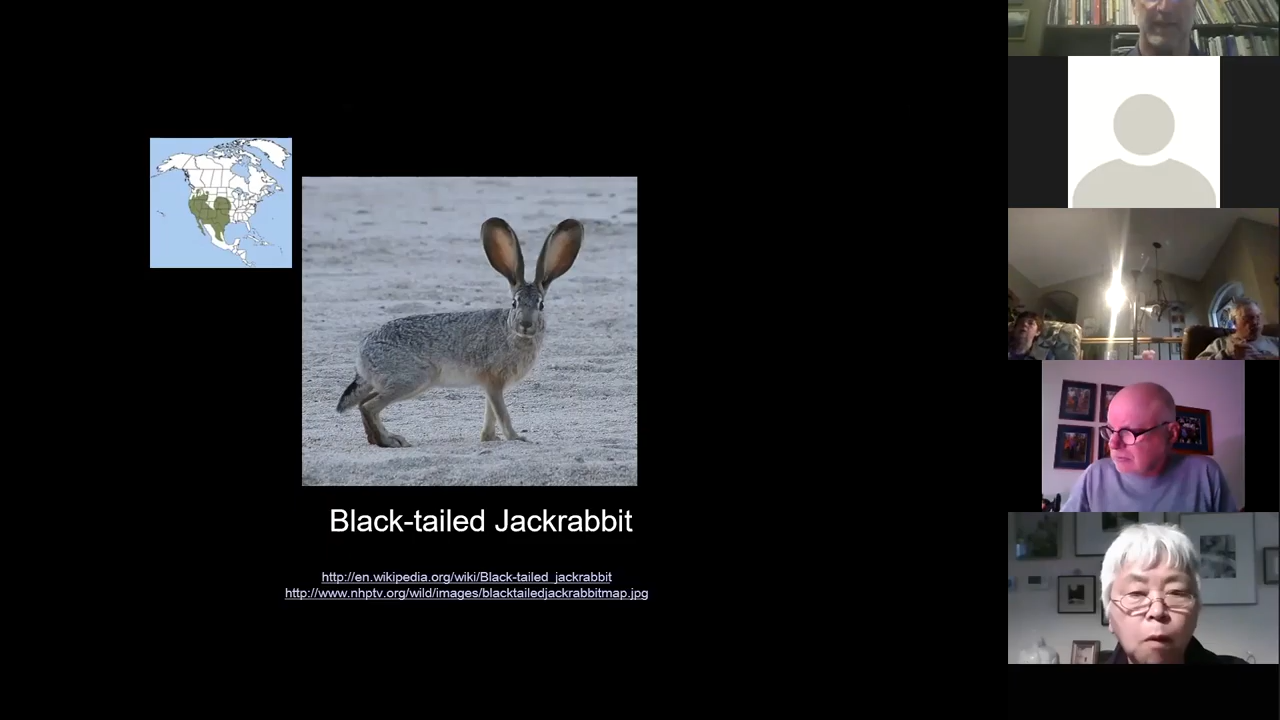 Black-tailed Jackrabbit
http://en.wikipedia.org/wiki/Black-tailed_jackrabbit
http://www.nhptv.org/wild/images/blacktailedjackrabbitmap.jpg